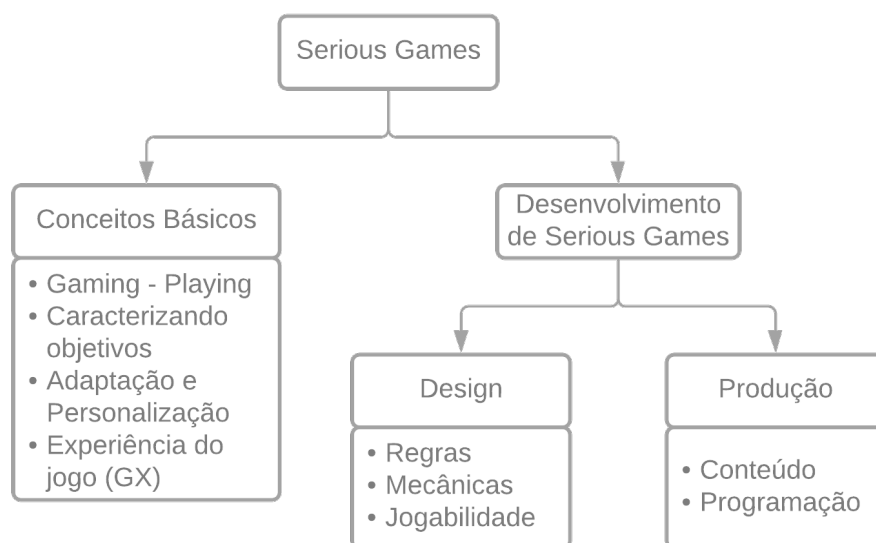 Serious Games
Conceitos Básicos
• Gaming - Playing
• Caracterizando
objetivos
• Adaptação e
Personalização
• Experiência do
jogo (GX)
Desenvolvimento
de Serious Games
Design
• Regras
• Mecânicas
• Jogabilidade
Produção
• Conteúdo
• Programação